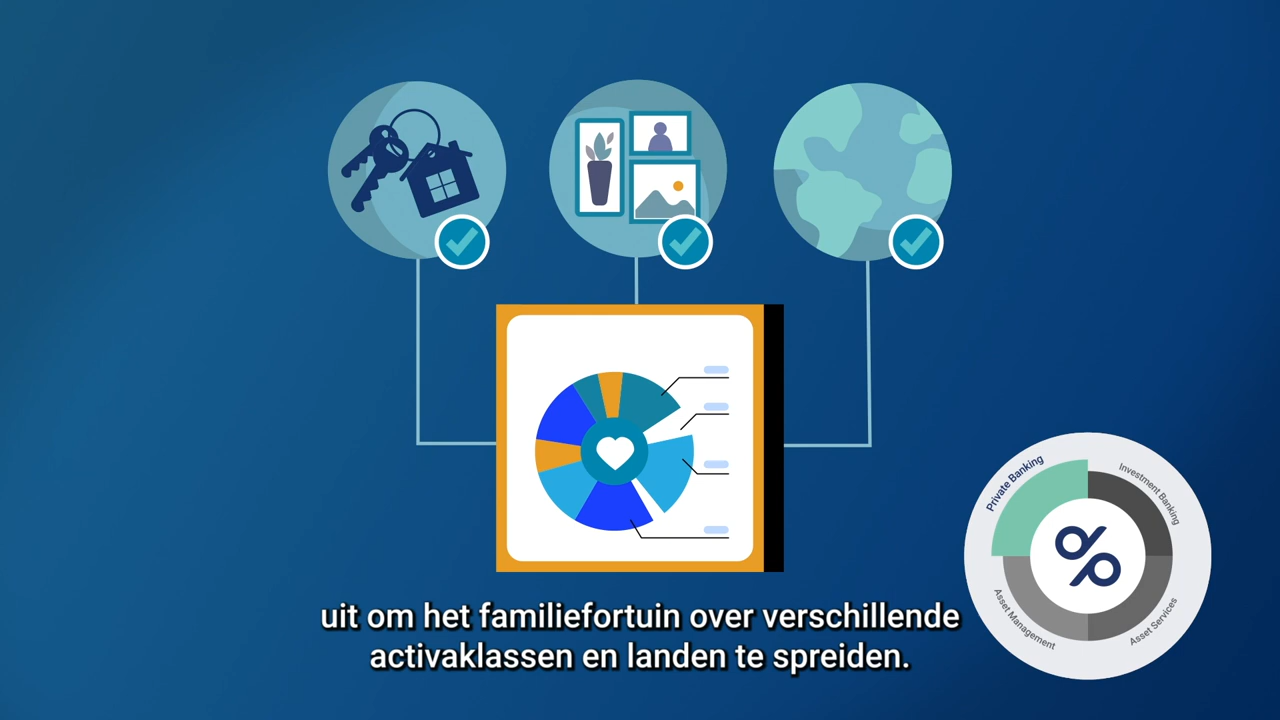 Private Banking
Investment Banking
Asset Management
Asset Services
%
uit om het familiefortuin over verschillende
activaklassen en landen te spreiden.